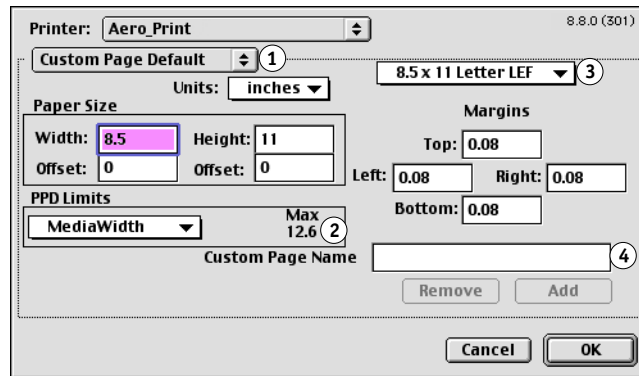 Printer: Aero_Print
8.8.0 (301)
Custom Page Default 1
8.5 x 11 Letter LEF 3
Units: inches
Paper Size
Width: 8.5 Height: 11
Offset: 0 Offset: 0
PPD Limits
MediaWidth
Max
12.6 2
Margins
Top: 0.08
Left: 0.08 Right: 0.08
Bottom: 0.08
Custom Page Name 4
Remove Add
Cancel OK